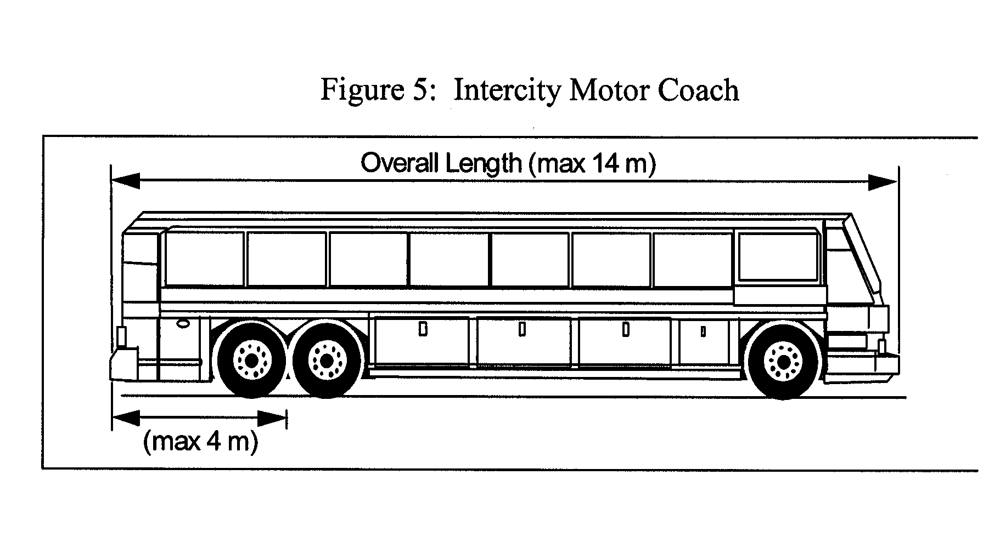 Figure 5: Intercity Motor Coach
Overall Length (max 14 m)
(max 4 m)